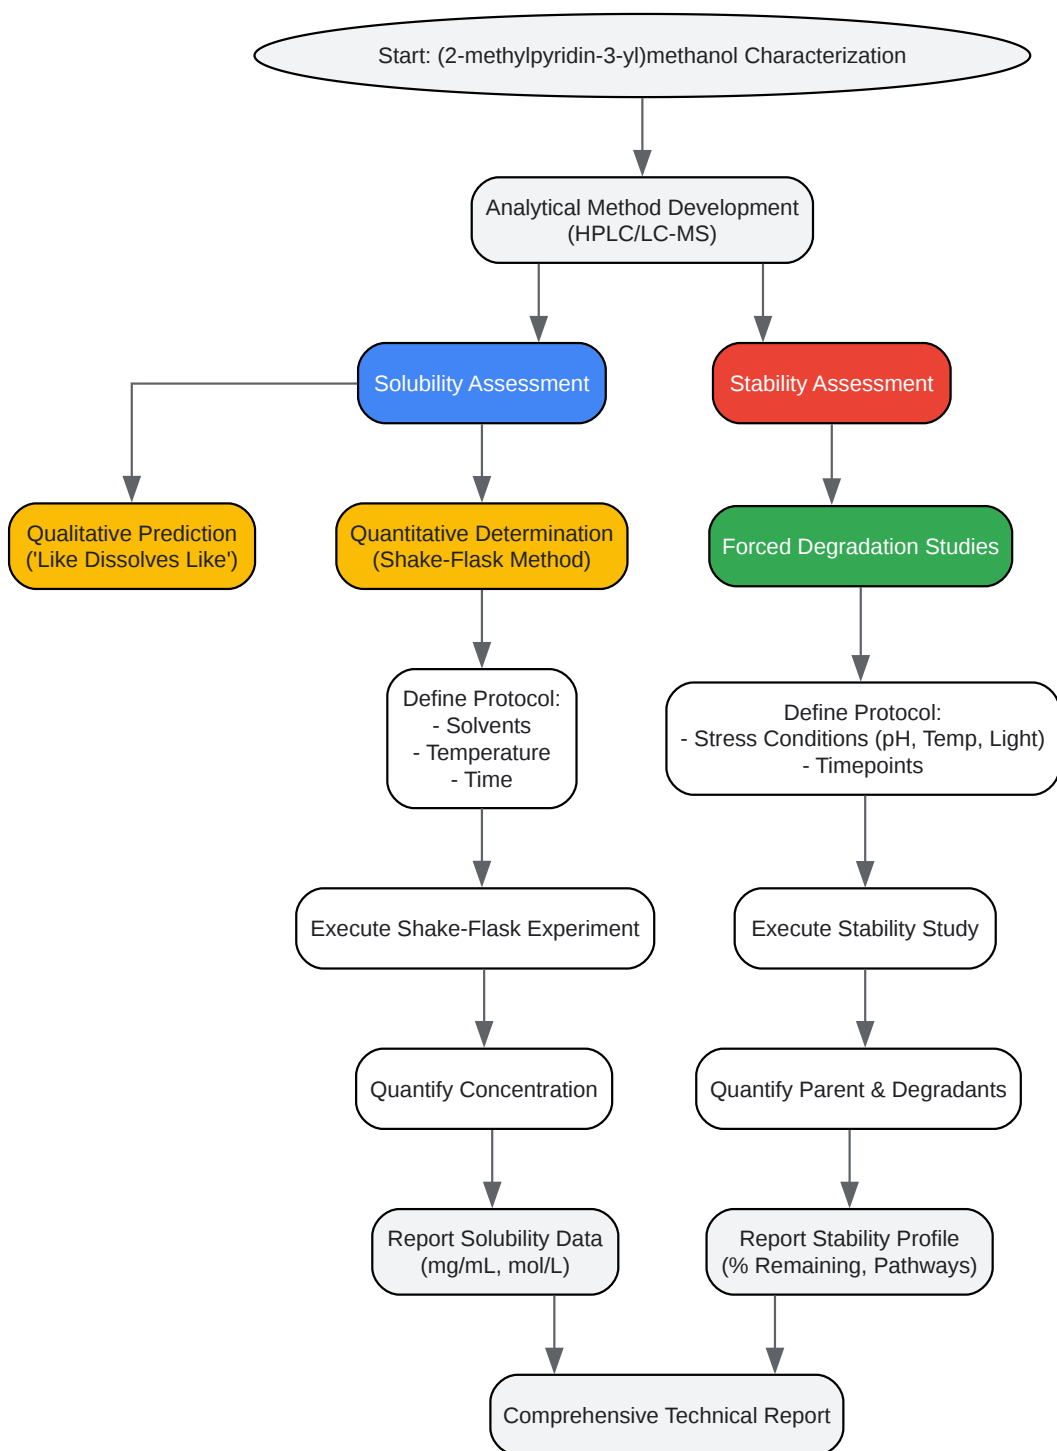 Start: (2-methylpyridin-3-yl)methanol Characterization
Analytical Method Development
(HPLC/LC-MS)
Solubility Assessment
Stability Assessment
Qualitative Prediction
('Like Dissolves Like')
Quantitative Determination
(Shake-Flask Method)
Forced Degradation Studies
Define Protocol:
- Solvents
- Temperature
- Time
Define Protocol:
- Stress Conditions (pH, Temp, Light)
- Timepoints
Execute Shake-Flask Experiment
Execute Stability Study
Quantify Concentration
Quantify Parent & Degradants
Report Solubility Data
(mg/mL, mol/L)
Report Stability Profile
(% Remaining, Pathways)
Comprehensive Technical Report